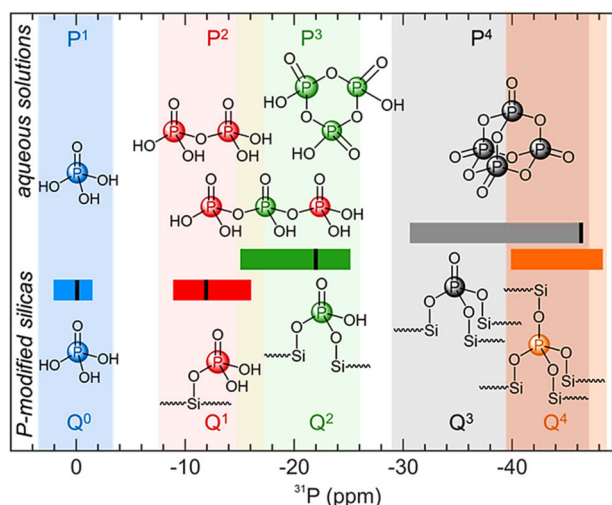 aqueous solutions
P-modified silicas
P¹ P² P³ P⁴
O
P
HO OH
OH
O O
HO P O P OH
OH OH
O O
P O P
HO OH
O O
P
HO O
O O O
HO P O P O P OH
OH OH OH
O
P
O O
O P P O
P
O O
O
P
HO OH
OH
O
P OH
O OH
Si
O
P OH
O O
Si Si
O
P
O O O
Si Si Si
Si
O
P
O O O
Si Si Si
Q⁰ Q¹ Q² Q³ Q⁴
0 -10 -20 -30 -40
³¹P (ppm)